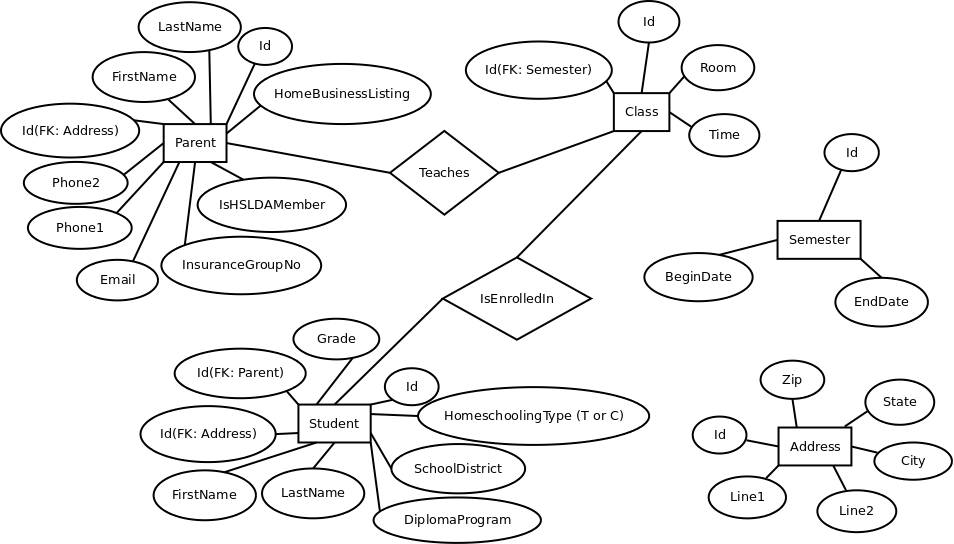 LastName
Id
FirstName
HomeBusinessListing
Id(FK: Address)
Parent
Phone2
Phone1
Email
IsHSLDAMember
InsuranceGroupNo
Teaches
Id
Id(FK: Semester)
Room
Class
Time
Id
Semester
BeginDate
EndDate
IsEnrolledIn
Grade
Id(FK: Parent)
Id
HomeschoolingType (T or C)
Student
Id(FK: Address)
SchoolDistrict
FirstName
LastName
DiplomaProgram
Zip
State
Id
Address
City
Line1
Line2